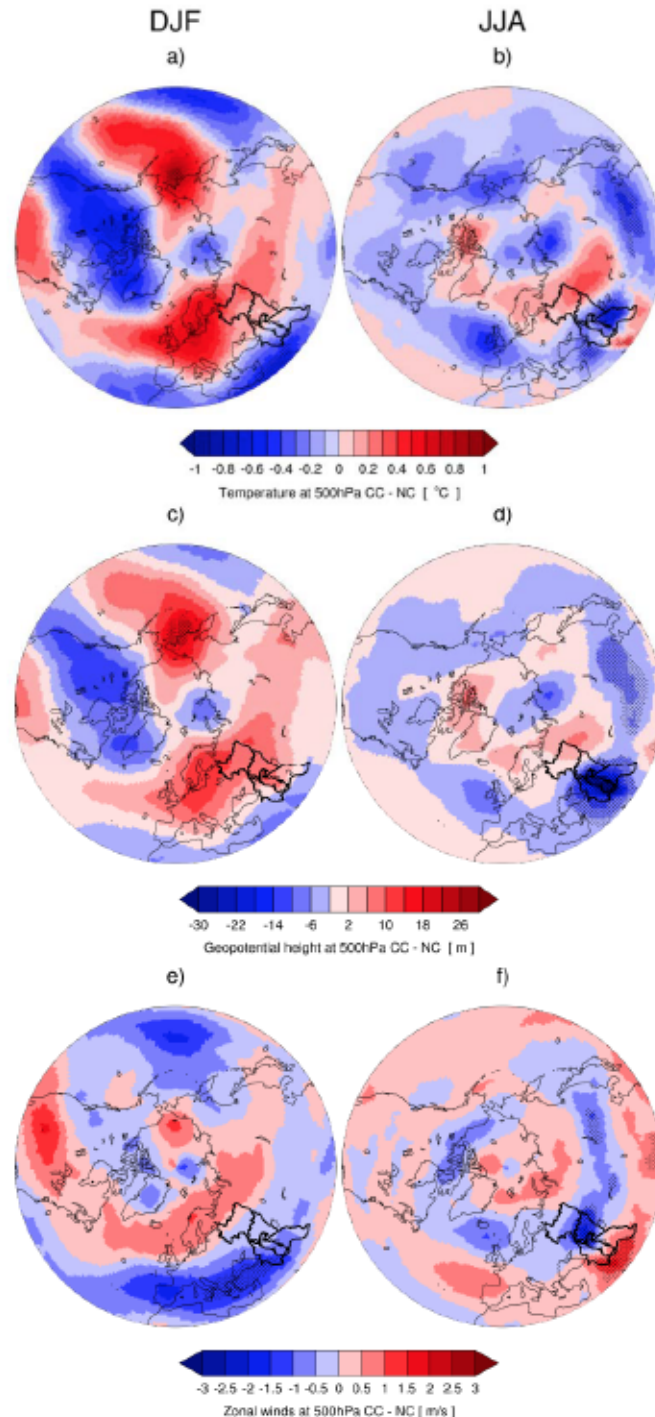 DJF JJA
a) b)
-1 -0.8 -0.6 -0.4 -0.2 0 0.2 0.4 0.6 0.8 1
Temperature at 500hPa CC - NC [ °C ]
c) d)
-30 -22 -14 -6 2 10 18 26
Geopotential height at 500hPa CC - NC [ m ]
e) f)
-3 -2.5 -2 -1.5 -1 -0.5 0 0.5 1 1.5 2 2.5 3
Zonal winds at 500hPa CC - NC [ m/s ]